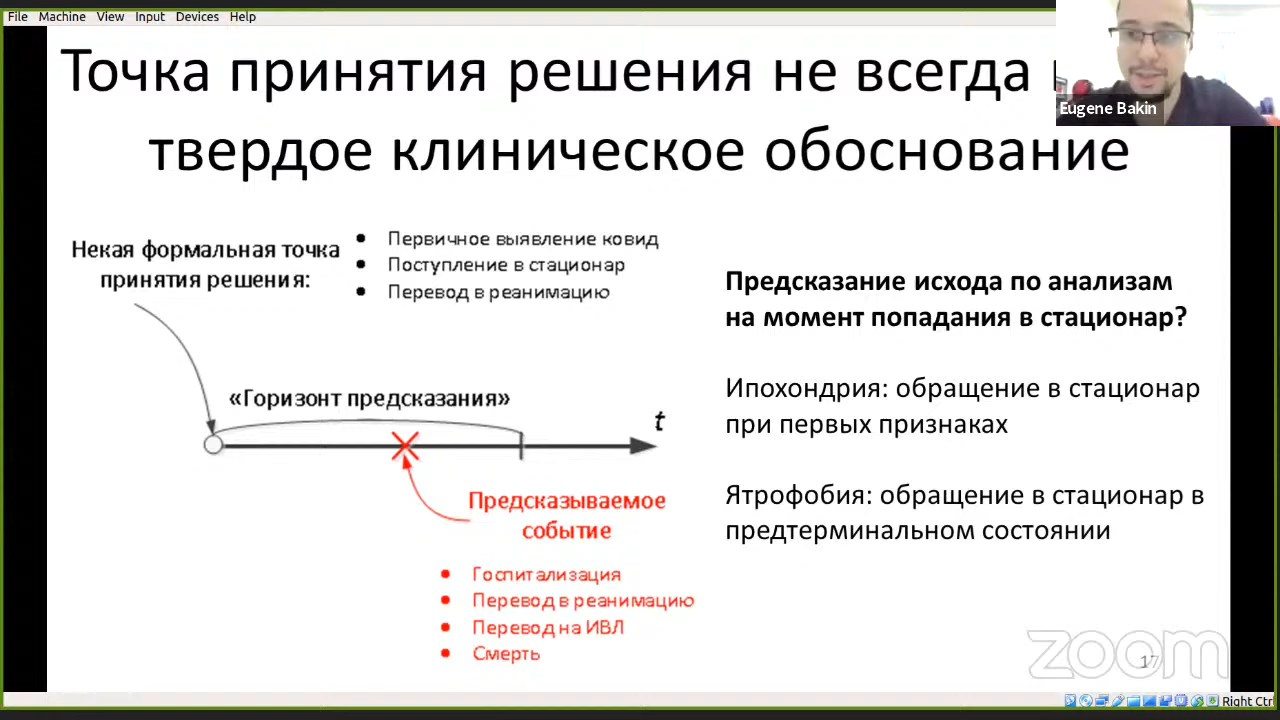 File Machine View Input Devices Help
Точка принятия решения не всегда
твердое клиническое обоснование
Eugene Bakin
Некая формальная точка
принятия решения:
• Первичное выявление ковид
• Поступление в стационар
• Перевод в реанимацию
«Горизонт предсказания»
t
Предсказываемое
событие
• Госпитализация
• Перевод в реанимацию
• Перевод на ИВЛ
• Смерть
Предсказание исхода по анализам
на момент попадания в стационар?
Ипохондрия: обращение в стационар
при первых признаках
Ятрофобия: обращение в стационар в
предтерминальном состоянии
zoom
17
Right Ctr